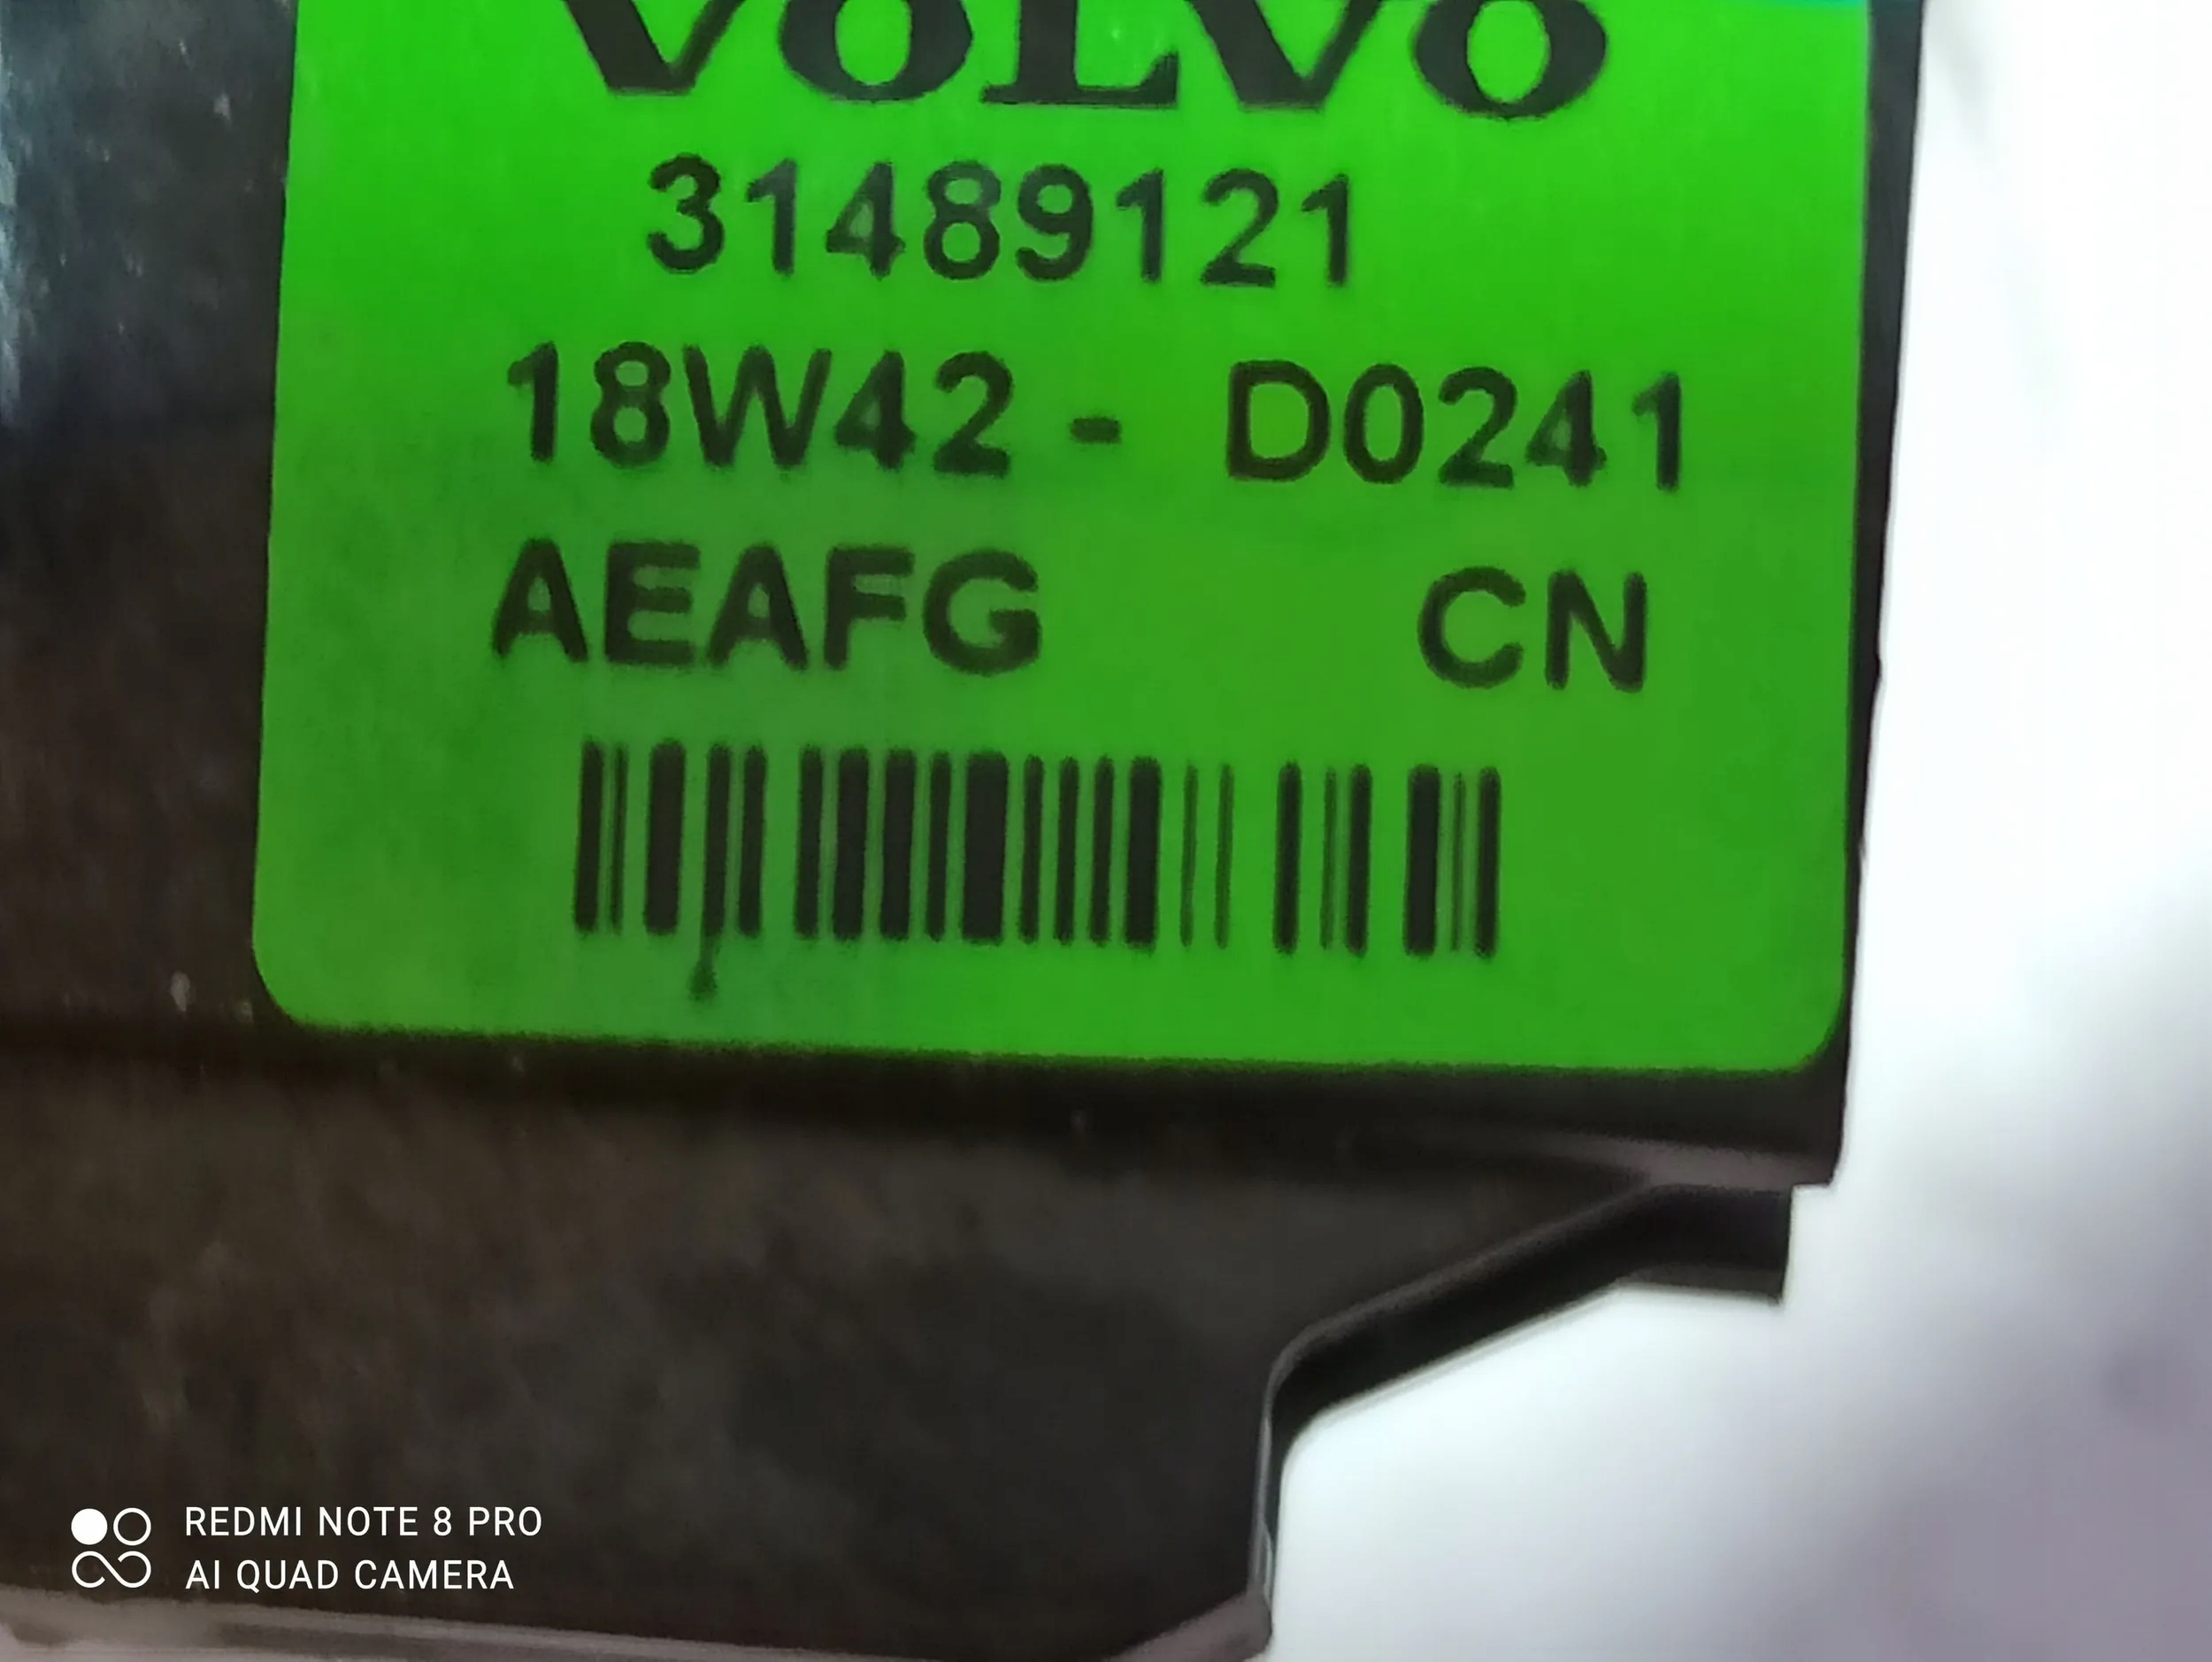 VOLVO
31489121
18W42 - D0241
AEAFG CN
REDMI NOTE 8 PRO
AI QUAD CAMERA